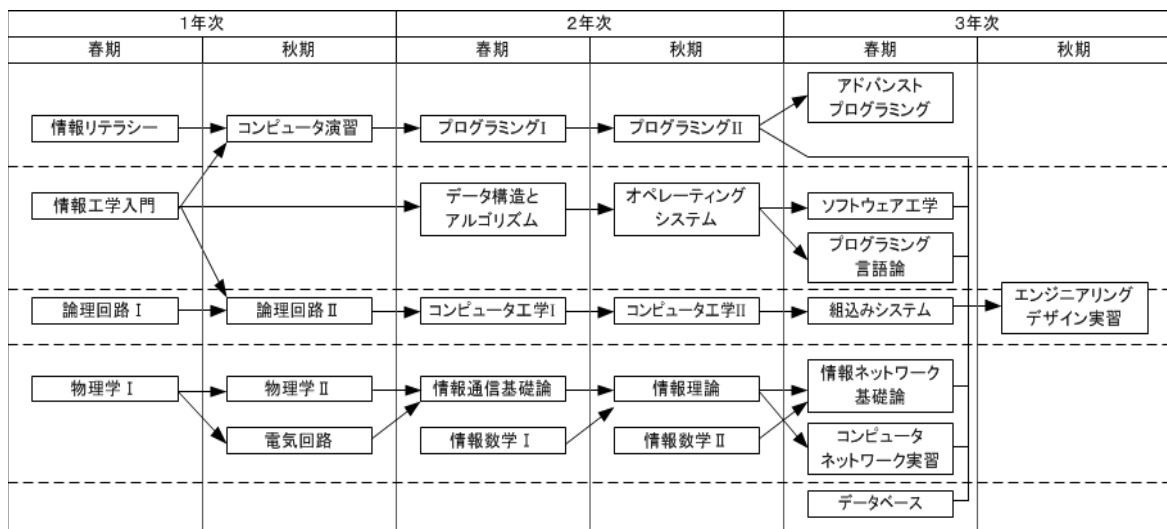 1年次
2年次
3年次
春期
秋期
春期
秋期
春期
秋期
アドバンスト
プログラミング
情報リテラシー
コンピュータ演習
プログラミングI
プログラミングII
情報工学入門
データ構造と
アルゴリズム
オペレーティング
システム
ソフトウェア工学
プログラミング
言語論
論理回路Ⅰ
論理回路Ⅱ
コンピュータ工学I
コンピュータ工学II
組込みシステム
エンジニアリング
デザイン実習
物理学Ⅰ
物理学Ⅱ
情報通信基礎論
情報理論
情報ネットワーク
基礎論
電気回路
情報数学Ⅰ
情報数学Ⅱ
コンピュータ
ネットワーク実習
データベース